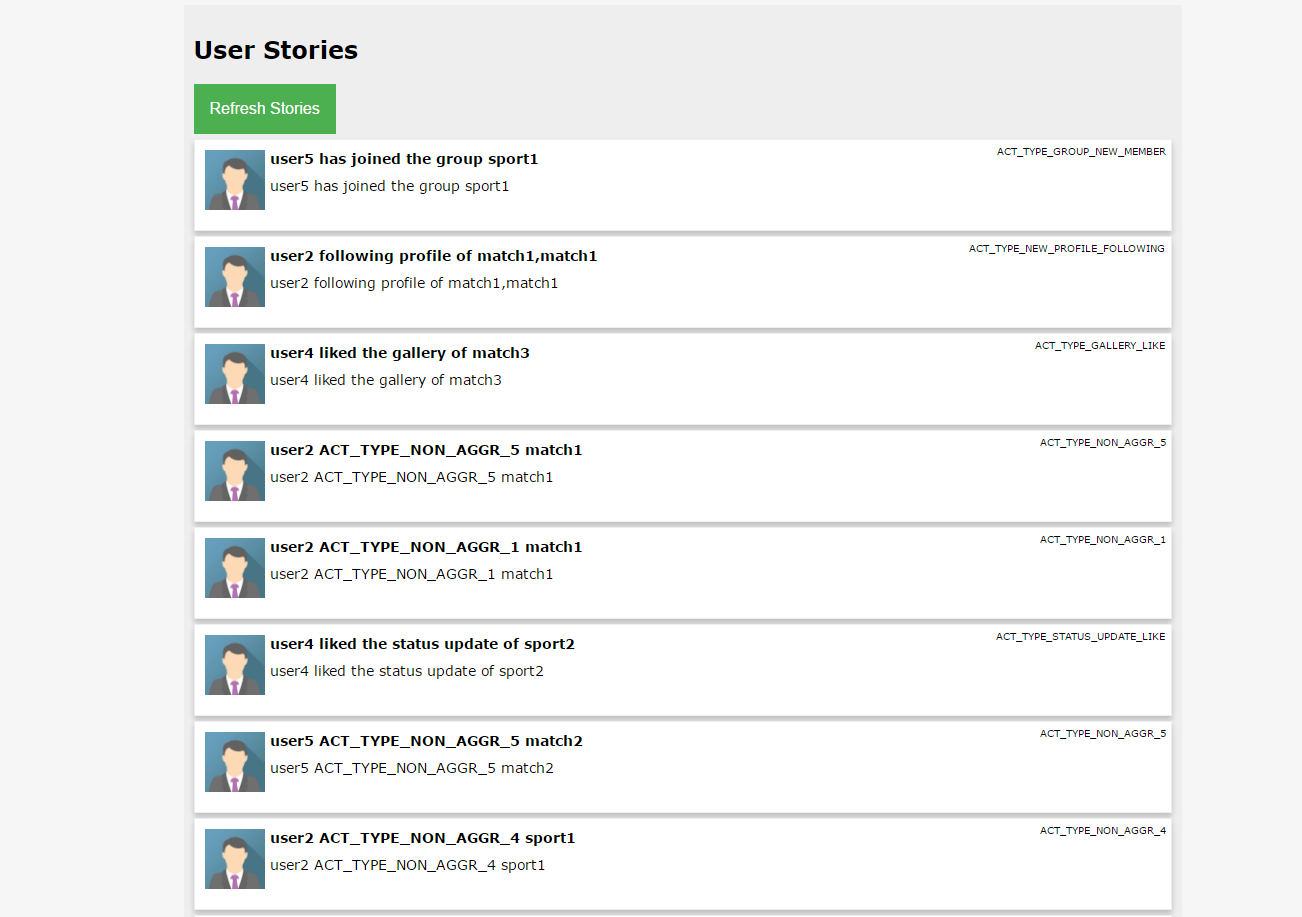 User Stories
Refresh Stories
user5 has joined the group sport1
ACT_TYPE_GROUP_NEW_MEMBER
user5 has joined the group sport1
user2 following profile of match1,match1
ACT_TYPE_NEW_PROFILE_FOLLOWING
user2 following profile of match1,match1
user4 liked the gallery of match3
ACT_TYPE_GALLERY_LIKE
user4 liked the gallery of match3
user2 ACT_TYPE_NON_AGGR_5 match1
ACT_TYPE_NON_AGGR_5
user2 ACT_TYPE_NON_AGGR_5 match1
user2 ACT_TYPE_NON_AGGR_1 match1
ACT_TYPE_NON_AGGR_1
user2 ACT_TYPE_NON_AGGR_1 match1
user4 liked the status update of sport2
ACT_TYPE_STATUS_UPDATE_LIKE
user4 liked the status update of sport2
user5 ACT_TYPE_NON_AGGR_5 match2
ACT_TYPE_NON_AGGR_5
user5 ACT_TYPE_NON_AGGR_5 match2
user2 ACT_TYPE_NON_AGGR_4 sport1
ACT_TYPE_NON_AGGR_4
user2 ACT_TYPE_NON_AGGR_4 sport1